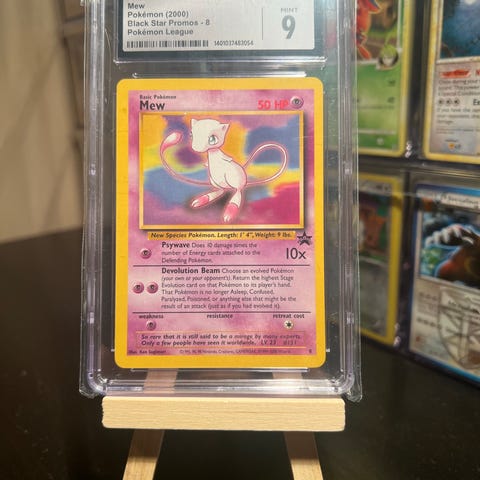 Mew
Pokémon (2000)
Black Star Promos - 8
Pokémon League
MINT
9
1401037483054
Basic Pokémon
Mew
50 HP
New Species Pokémon. Length: 1' 4", Weight: 9 lbs.
Psywave Does 10 damage times the
number of Energy cards attached to the
Defending Pokémon.
10x
Devolution Beam Choose an evolved Pokémon
(your own or your opponent's). Return the highest Stage
Evolution card on that Pokémon to its player's hand.
That Pokémon is no longer Asleep, Confused,
Paralyzed, Poisoned, or anything else that might be the
result of an attack (just as if you had evolved it).
weakness
resistance
retreat cost
So rare that it is still said to be a mirage by many experts.
Only a few people have seen it worldwide. LV. 23 #151
Illus. Ken Sugimori
8